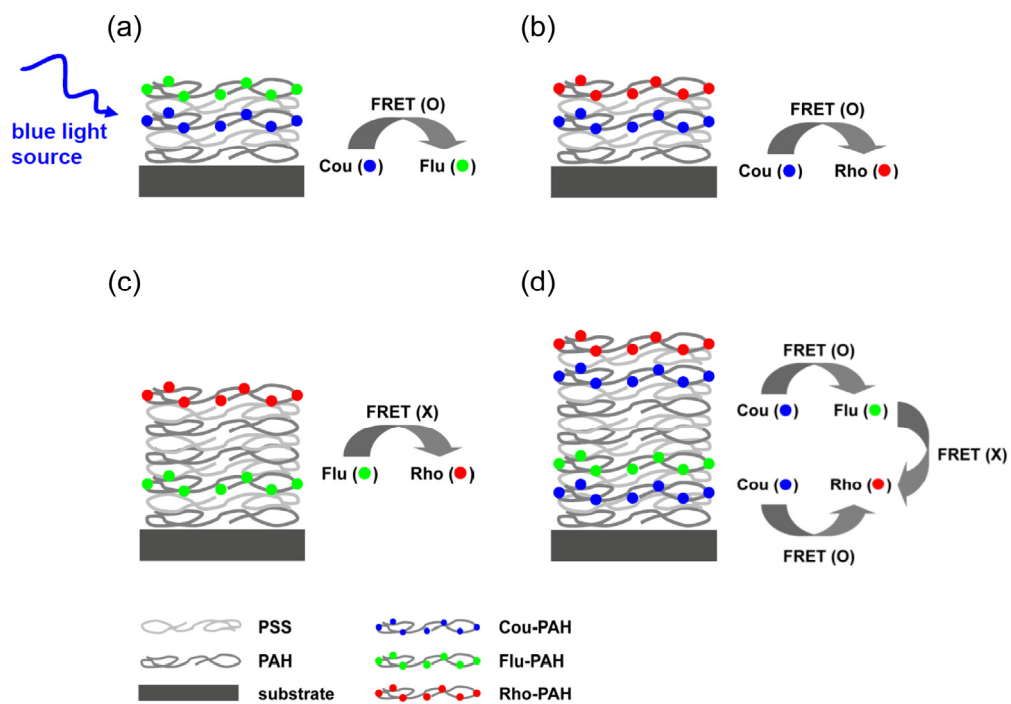 (a)
(b)
blue light
source
FRET (O)
Cou ( )
Flu ( )
FRET (O)
Cou ( )
Rho ( )
(c)
(d)
FRET (X)
Flu ( )
Rho ( )
FRET (O)
Cou ( )
Flu ( )
FRET (X)
Cou ( )
Rho ( )
FRET (O)
PSS
PAH
substrate
Cou-PAH
Flu-PAH
Rho-PAH